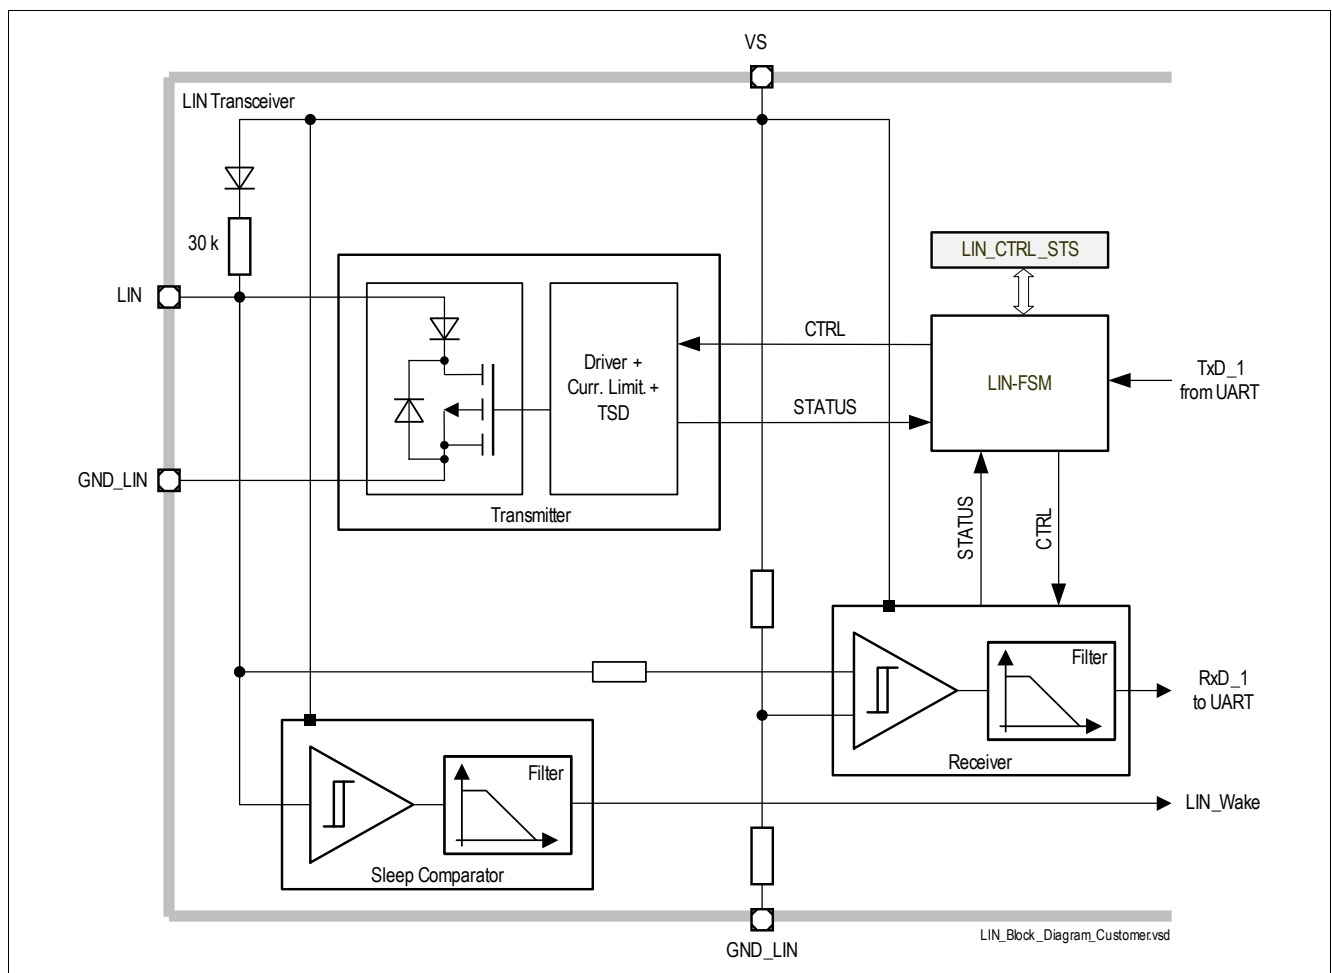 VS
LIN Transceiver
30 k
LIN_CTRL_STS
LIN
CTRL
Driver +
Curr. Limit. +
TSD
LIN-FSM
TxD_1
from UART
STATUS
GND_LIN
Transmitter
STATUS
CTRL
Filter
RxD_1
to UART
Receiver
Filter
LIN_Wake
Sleep Comparator
GND_LIN
LIN_Block_Diagram_Customer.vsd